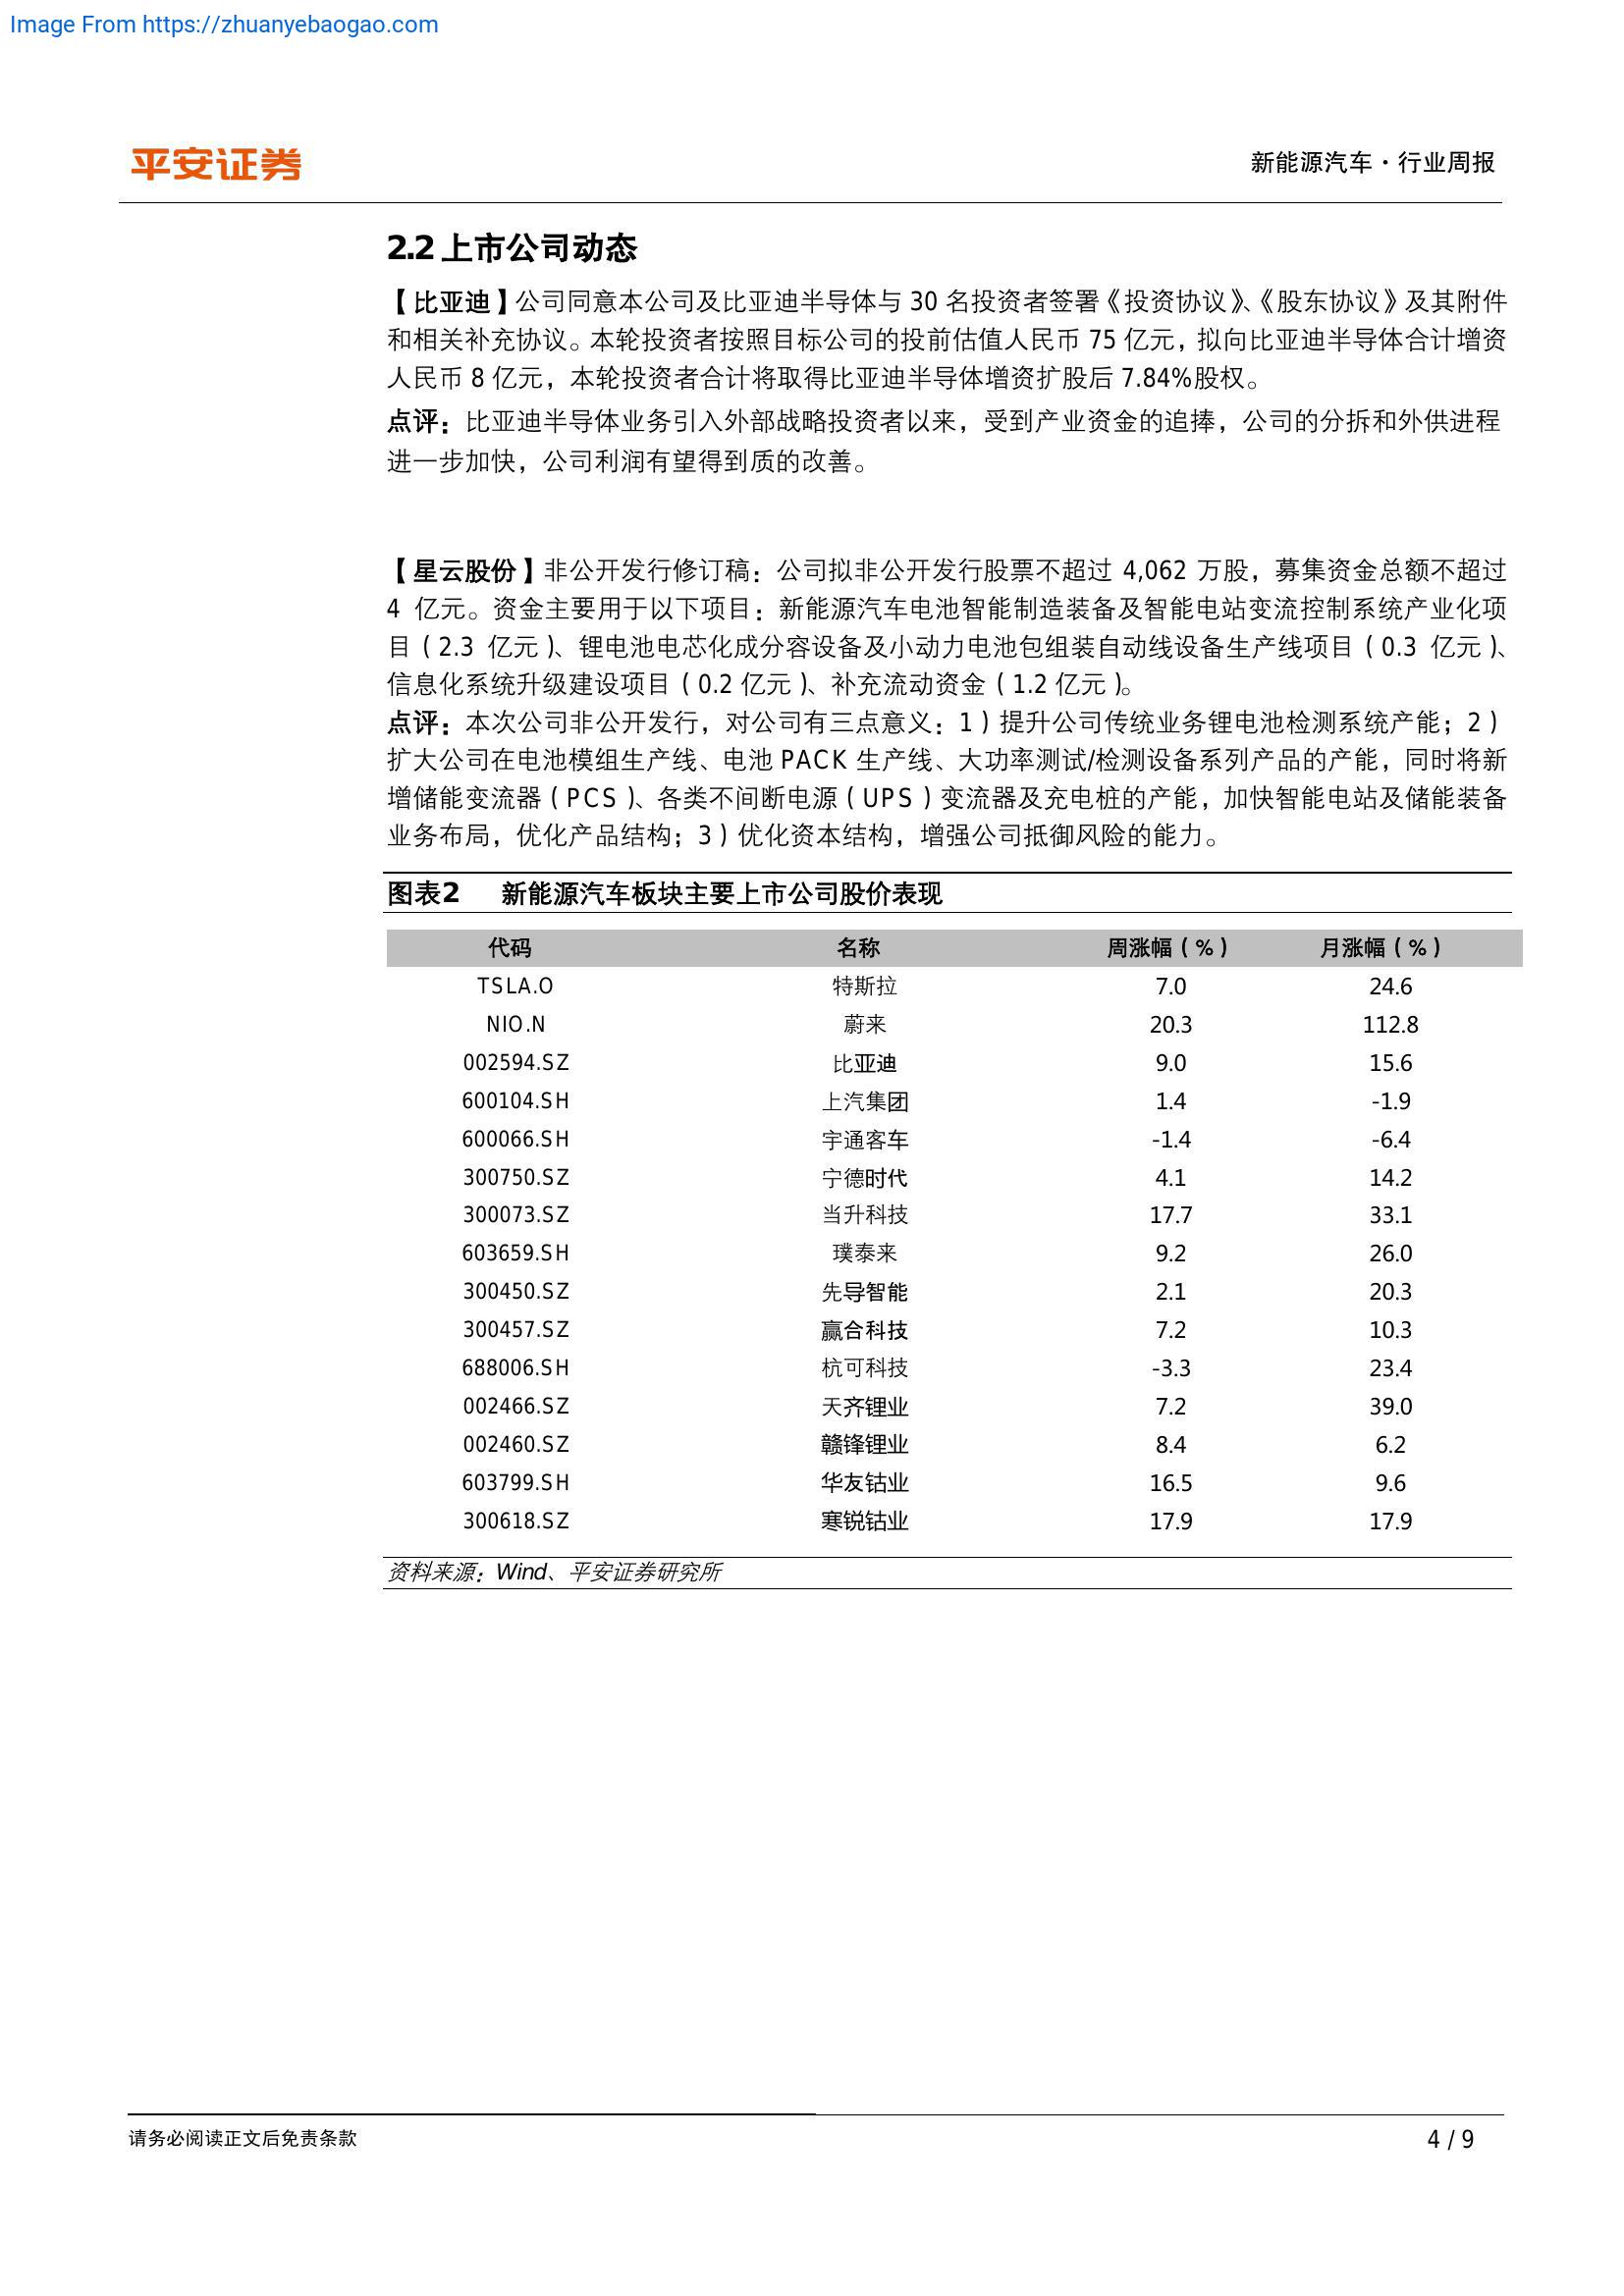 Image From https://zhuanyebaogao.com
平安证券
新能源汽车·行业周报
2.2 上市公司动态
【比亚迪】公司同意本公司及比亚迪半导体与 30 名投资者签署《投资协议》、《股东协议》及其附件
和相关补充协议。本轮投资者按照目标公司的投前估值人民币 75 亿元，拟向比亚迪半导体合计增资
人民币 8 亿元，本轮投资者合计将取得比亚迪半导体增资扩股后 7.84%股权。
点评：比亚迪半导体业务引入外部战略投资者以来，受到产业资金的追捧，公司的分拆和外供进程
进一步加快，公司利润有望得到质的改善。
【星云股份】非公开发行修订稿：公司拟非公开发行股票不超过 4,062 万股，募集资金总额不超过
4 亿元。资金主要用于以下项目：新能源汽车电池智能制造装备及智能电站变流控制系统产业化项
目（2.3 亿元）、锂电池电芯化成分容设备及小动力电池包组装自动线设备生产线项目（0.3 亿元）、
信息化系统升级建设项目（0.2 亿元）、补充流动资金（1.2 亿元）。
点评：本次公司非公开发行，对公司有三点意义：1）提升公司传统业务锂电池检测系统产能；2）
扩大公司在电池模组生产线、电池 PACK 生产线、大功率测试/检测设备系列产品的产能，同时将新
增储能变流器（PCS）、各类不间断电源（UPS）变流器及充电桩的产能，加快智能电站及储能装备
业务布局，优化产品结构；3）优化资本结构，增强公司抵御风险的能力。
图表2 新能源汽车板块主要上市公司股价表现
代码 名称 周涨幅（%） 月涨幅（%）
TSLA.O 特斯拉 7.0 24.6
NIO.N 蔚来 20.3 112.8
002594.SZ 比亚迪 9.0 15.6
600104.SH 上汽集团 1.4 -1.9
600066.SH 宇通客车 -1.4 -6.4
300750.SZ 宁德时代 4.1 14.2
300073.SZ 当升科技 17.7 33.1
603659.SH 璞泰来 9.2 26.0
300450.SZ 先导智能 2.1 20.3
300457.SZ 赢合科技 7.2 10.3
688006.SH 杭可科技 -3.3 23.4
002466.SZ 天齐锂业 7.2 39.0
002460.SZ 赣锋锂业 8.4 6.2
603799.SH 华友钴业 16.5 9.6
300618.SZ 寒锐钴业 17.9 17.9
资料来源：Wind、平安证券研究所
请务必阅读正文后免责条款
4 / 9